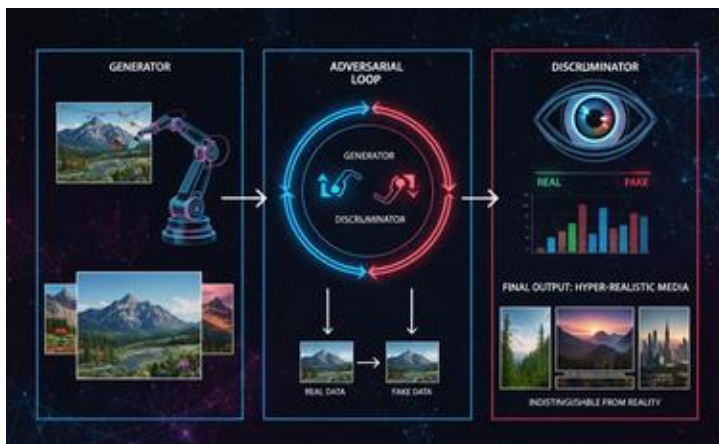 GENERATOR
ADVERSARIAL
LOOP
GENERATOR
DISCRIMINATOR
REAL DATA
FAKE DATA
DISCRIMINATOR
REAL
FAKE
FINAL OUTPUT: HYPER-REALISTIC MEDIA
INDISTINGUISHABLE FROM REALITY